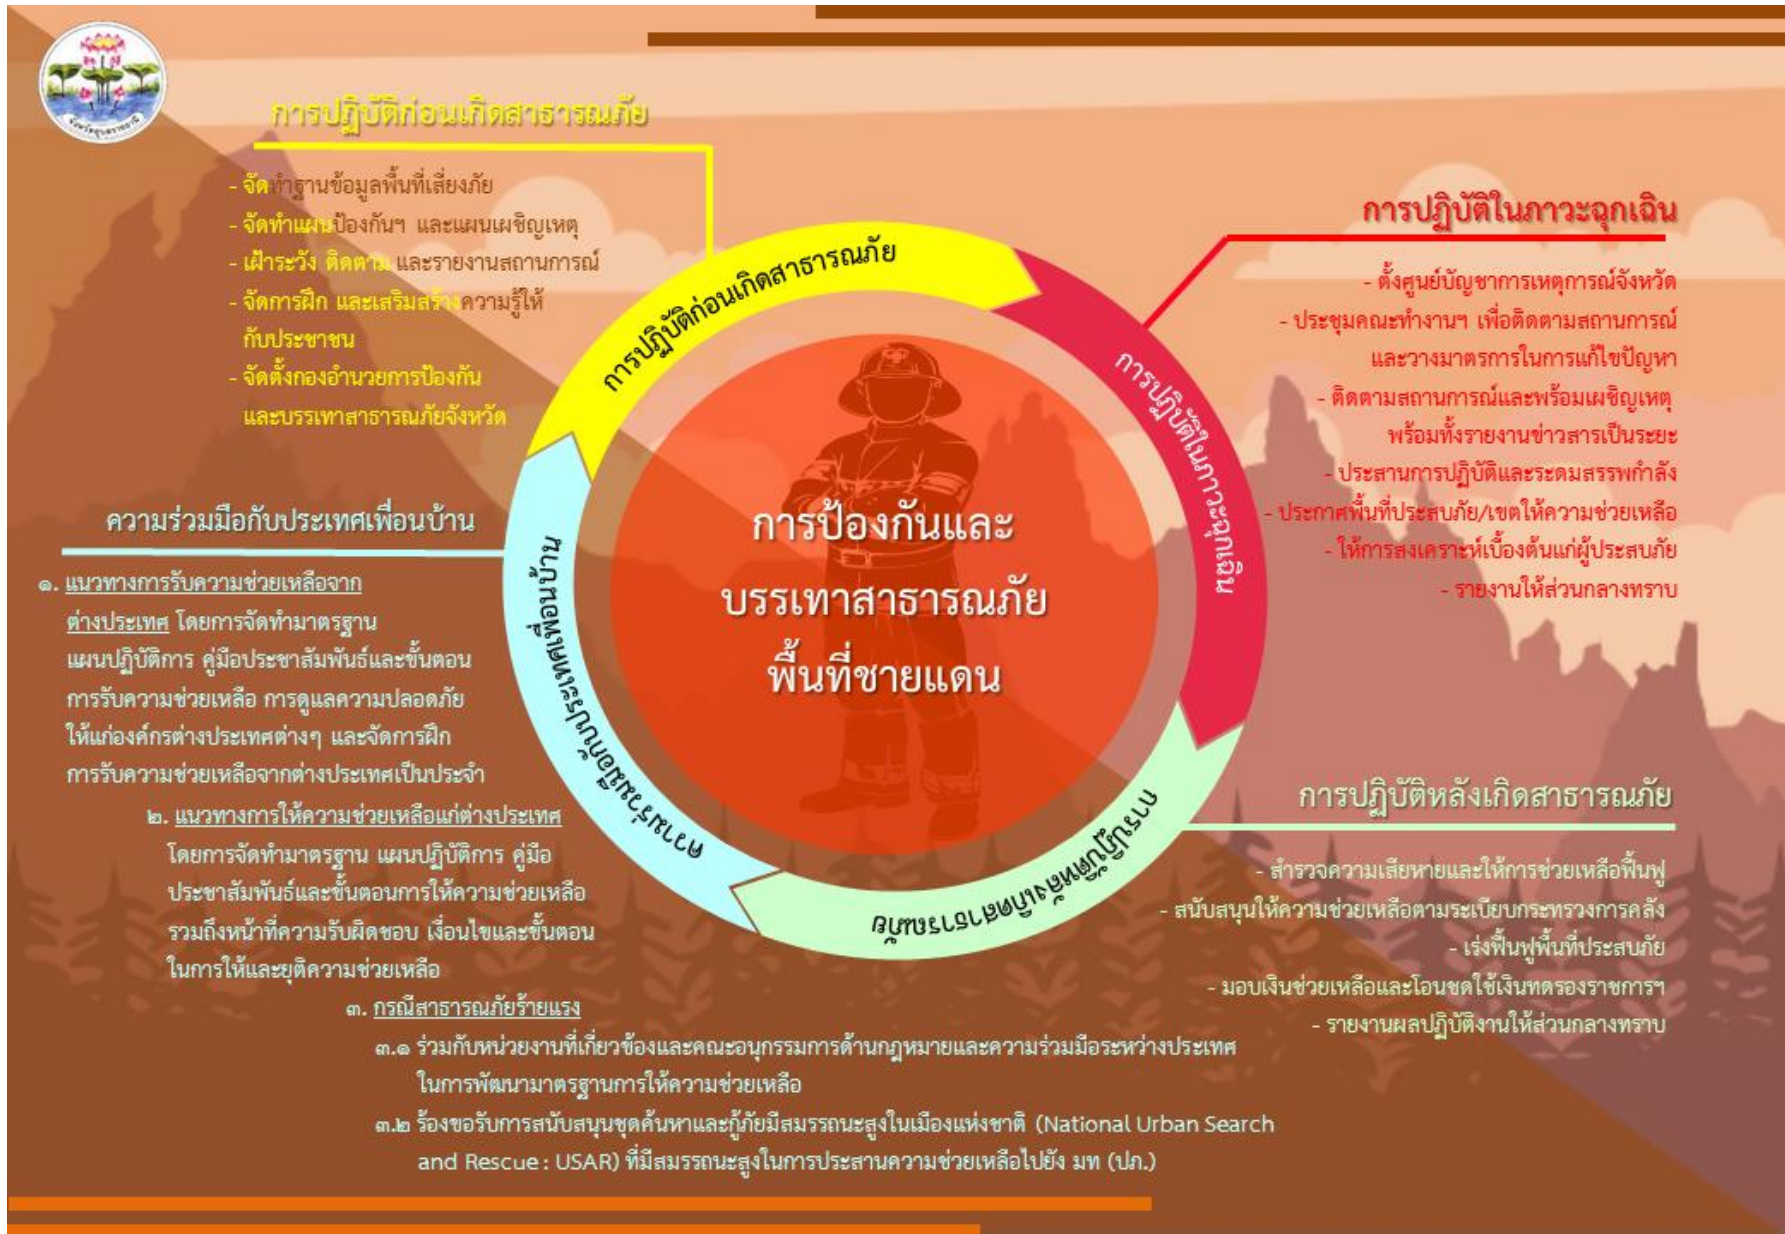 จังหวัดอุบลราชธานี
การปฏิบัติก่อนเกิดสาธารณภัย
- จัดทำฐานข้อมูลพื้นที่เสี่ยงภัย
- จัดทำแผนป้องกันฯ และแผนเผชิญเหตุ
- เฝ้าระวัง ติดตาม และรายงานสถานการณ์
- จัดการฝึก และเสริมสร้างความรู้ให้
กับประชาชน
- จัดตั้งกองอำนวยการป้องกัน
และบรรเทาสาธารณภัยจังหวัด
การปฏิบัติในภาวะฉุกเฉิน
- ตั้งศูนย์บัญชาการเหตุการณ์จังหวัด
- ประชุมคณะทำงานฯ เพื่อติดตามสถานการณ์
และวางมาตรการในการแก้ไขปัญหา
- ติดตามสถานการณ์และพร้อมเผชิญเหตุ
พร้อมทั้งรายงานข่าวสารเป็นระยะ
- ประสานการปฏิบัติและระดมสรรพกำลัง
- ประกาศพื้นที่ประสบภัย/เขตให้ความช่วยเหลือ
- ให้การสงเคราะห์เบื้องต้นแก่ผู้ประสบภัย
- รายงานให้ส่วนกลางทราบ
การปฏิบัติก่อนเกิดสาธารณภัย
การปฏิบัติในภาวะฉุกเฉิน
การปฏิบัติหลังเกิดสาธารณภัย
ความร่วมมือกับประเทศเพื่อนบ้าน
การป้องกันและ
บรรเทาสาธารณภัย
พื้นที่ชายแดน
ความร่วมมือกับประเทศเพื่อนบ้าน
๑. แนวทางการรับความช่วยเหลือจาก
ต่างประเทศ โดยการจัดทำมาตรฐาน
แผนปฏิบัติการ คู่มือประชาสัมพันธ์และขั้นตอน
การรับความช่วยเหลือ การดูแลความปลอดภัย
ให้แก่องค์กรต่างประเทศต่างๆ และจัดการฝึก
การรับความช่วยเหลือจากต่างประเทศเป็นประจำ
๒. แนวทางการให้ความช่วยเหลือแก่ต่างประเทศ
โดยการจัดทำมาตรฐาน แผนปฏิบัติการ คู่มือ
ประชาสัมพันธ์และขั้นตอนการให้ความช่วยเหลือ
รวมถึงหน้าที่ความรับผิดชอบ เงื่อนไขและขั้นตอน
ในการให้และยุติความช่วยเหลือ
๓. กรณีสาธารณภัยร้ายแรง
๓.๑ ร่วมกับหน่วยงานที่เกี่ยวข้องและคณะอนุกรรมการด้านกฎหมายและความร่วมมือระหว่างประเทศ
ในการพัฒนามาตรฐานการให้ความช่วยเหลือ
๓.๒ ร้องขอรับการสนับสนุนชุดค้นหาและกู้ภัยมีสมรรถนะสูงในเมืองแห่งชาติ (National Urban Search
and Rescue : USAR) ที่มีสมรรถนะสูงในการประสานความช่วยเหลือไปยัง มท (ปภ.)
การปฏิบัติหลังเกิดสาธารณภัย
- สำรวจความเสียหายและให้การช่วยเหลือฟื้นฟู
- สนับสนุนให้ความช่วยเหลือตามระเบียบกระทรวงการคลัง
- เร่งฟื้นฟูพื้นที่ประสบภัย
- มอบเงินช่วยเหลือและโอนชดใช้เงินทดรองราชการฯ
- รายงานผลปฏิบัติงานให้ส่วนกลางทราบ